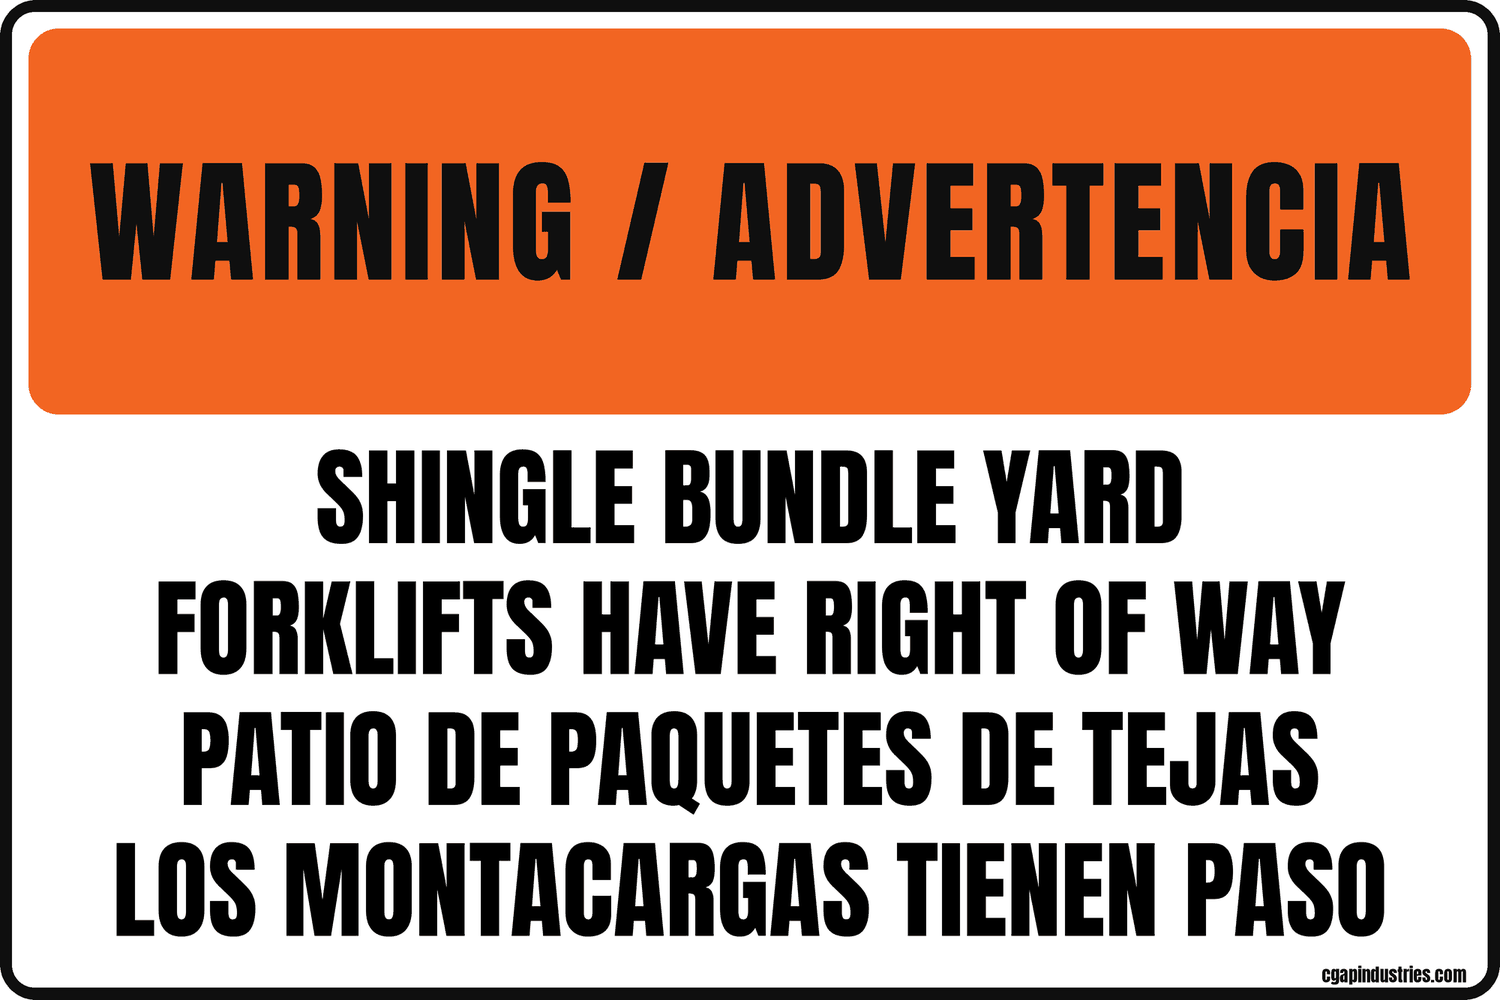 WARNING / ADVERTENCIA
SHINGLE BUNDLE YARD
FORKLIFTS HAVE RIGHT OF WAY
PATIO DE PAQUETES DE TEJAS
LOS MONTACARGAS TIENEN PASO
cgapindustries.com